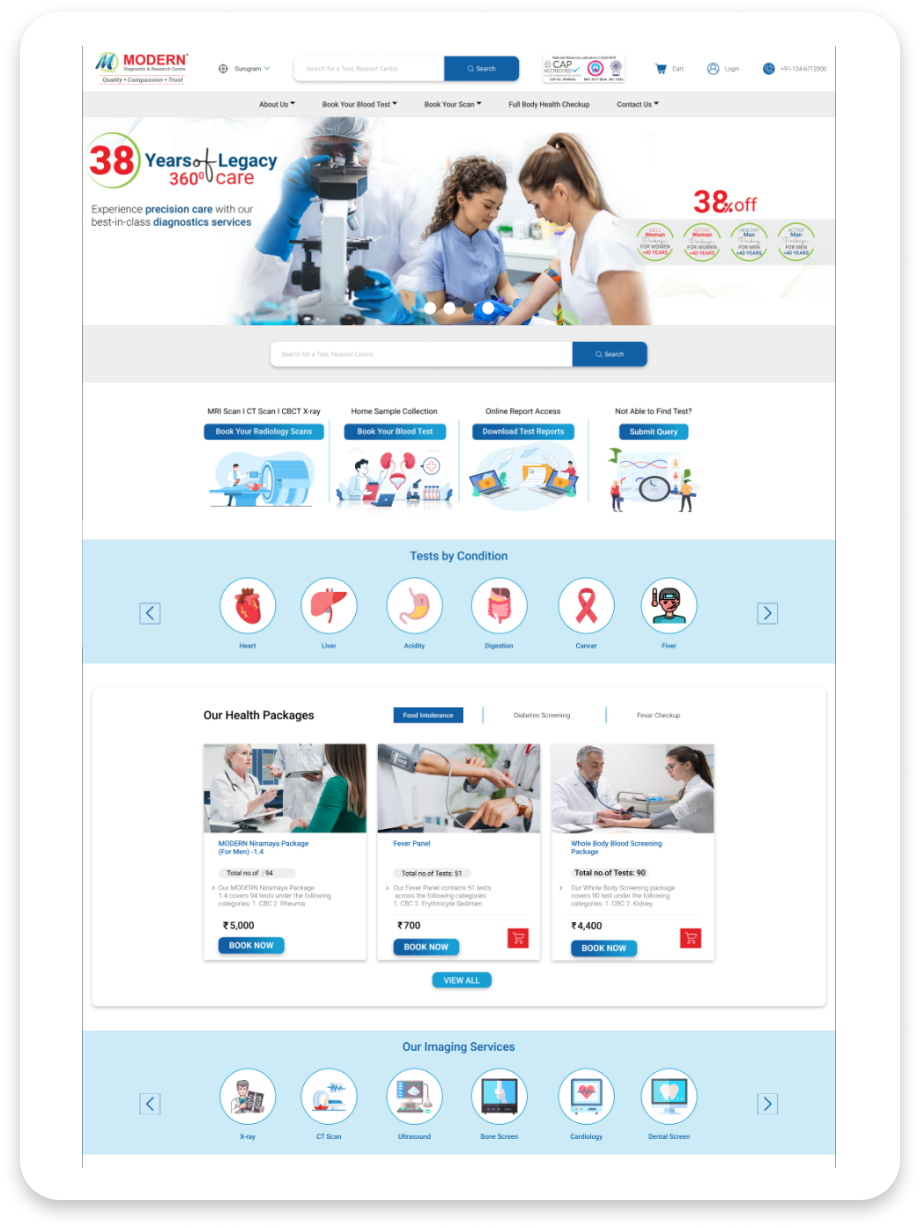 MODERN
Diagnostic & Research Centre
Quality • Compassion • Trust
Gurugram
Search for a Test, Nearest Centre
Search
CAP
ACCREDITED
Cart
Login
+91-124-6712000
About Us
Book Your Blood Test
Book Your Scan
Full Body Health Checkup
Contact Us
38 Years of Legacy
360° care
Experience precision care with our
best-in-class diagnostics services
38% off
WELL
Woman
Package
FOR WOMEN
+40 YEARS
ACTIVE
Woman
Package
FOR WOMEN
-40 YEARS
HEALTHY
Man
Package
FOR MEN
+40 YEARS
ACTIVE
Man
Package
FOR MEN
-40 YEARS
Search for a Test, Nearest Centre
Search
MRI Scan I CT Scan I CBCT X-ray
Book Your Radiology Scans
Home Sample Collection
Book Your Blood Test
Online Report Access
Download Test Reports
Not Able to Find Test?
Submit Query
Tests by Condition
Heart
Liver
Acidity
Digestion
Cancer
Fiver
Our Health Packages
Food Intolerance
Diabetes Screening
Fevar Checkup
MODERN Niramaya Package
(For Men) -1.4
Total no.of : 94
Our MODERN Niramaya Package
1.4 covers 94 tests under the following
categories: 1. CBC 2. Rheuma
₹5,000
BOOK NOW
Fever Panel
Total no.of Tests: 51
Our Fever Panel contains 51 tests
across the following categories:
1. CBC 2. Erythrocyte Sedimen
₹700
BOOK NOW
Whole Body Blood Screening
Package
Total no.of Tests: 90
Our Whole Body Screening package
covers 90 test under the following
categories: 1. CBC 2. Kidney
₹4,400
BOOK NOW
VIEW ALL
Our Imaging Services
X-ray
CT Scan
Ultrasound
Bone Screen
Cardiology
Dental Screen